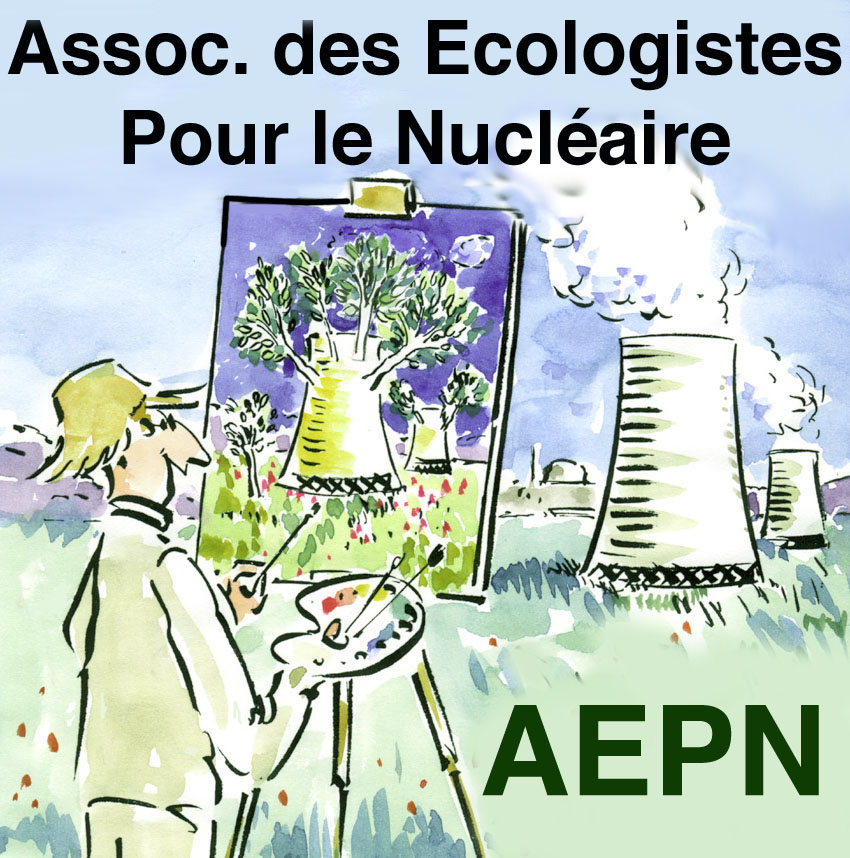 Assoc. des Ecologistes
Pour le Nucléaire
AEPN